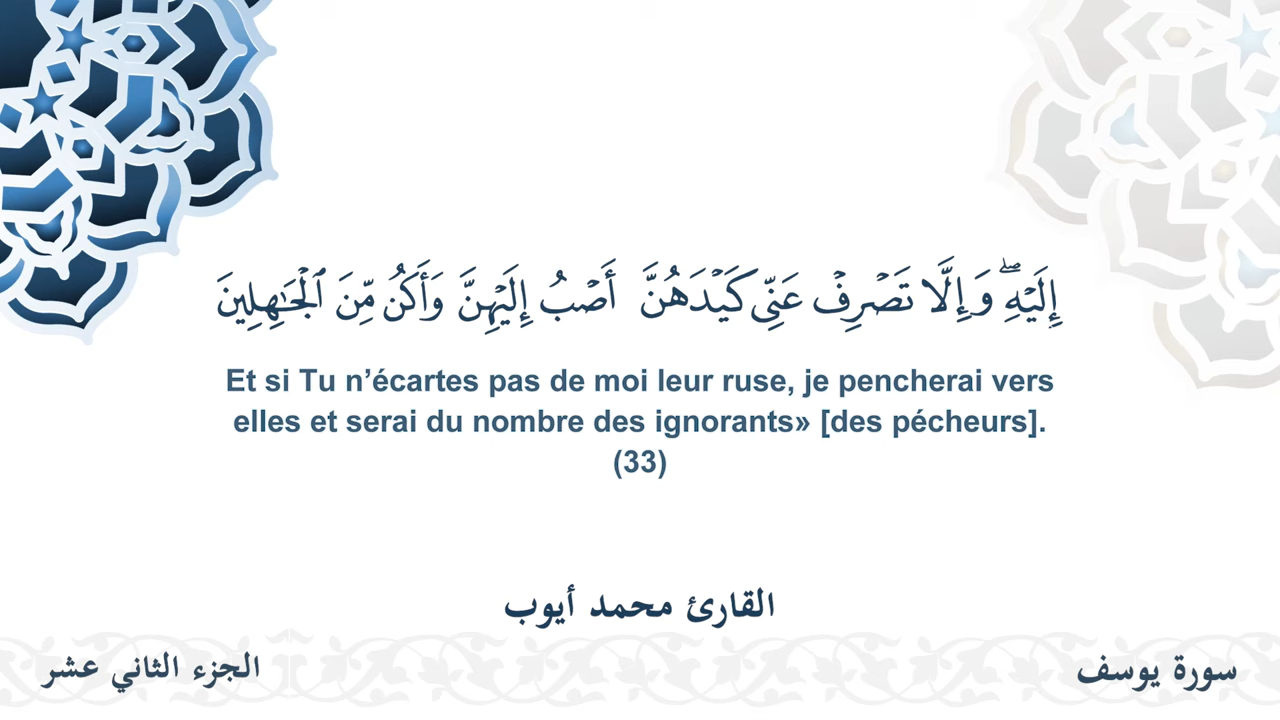 إِلَيْهِ ۖ وَإِلَّا تَصْرِفْ عَنِّي كَيْدَهُنَّ أَصْبُ إِلَيْهِنَّ وَأَكُن مِّنَ ٱلْجَٰهِلِينَ
Et si Tu n’écartes pas de moi leur ruse, je pencherai vers
elles et serai du nombre des ignorants» [des pécheurs].
(33)
القارئ محمد أيوب
سورة يوسف
الجزء الثاني عشر